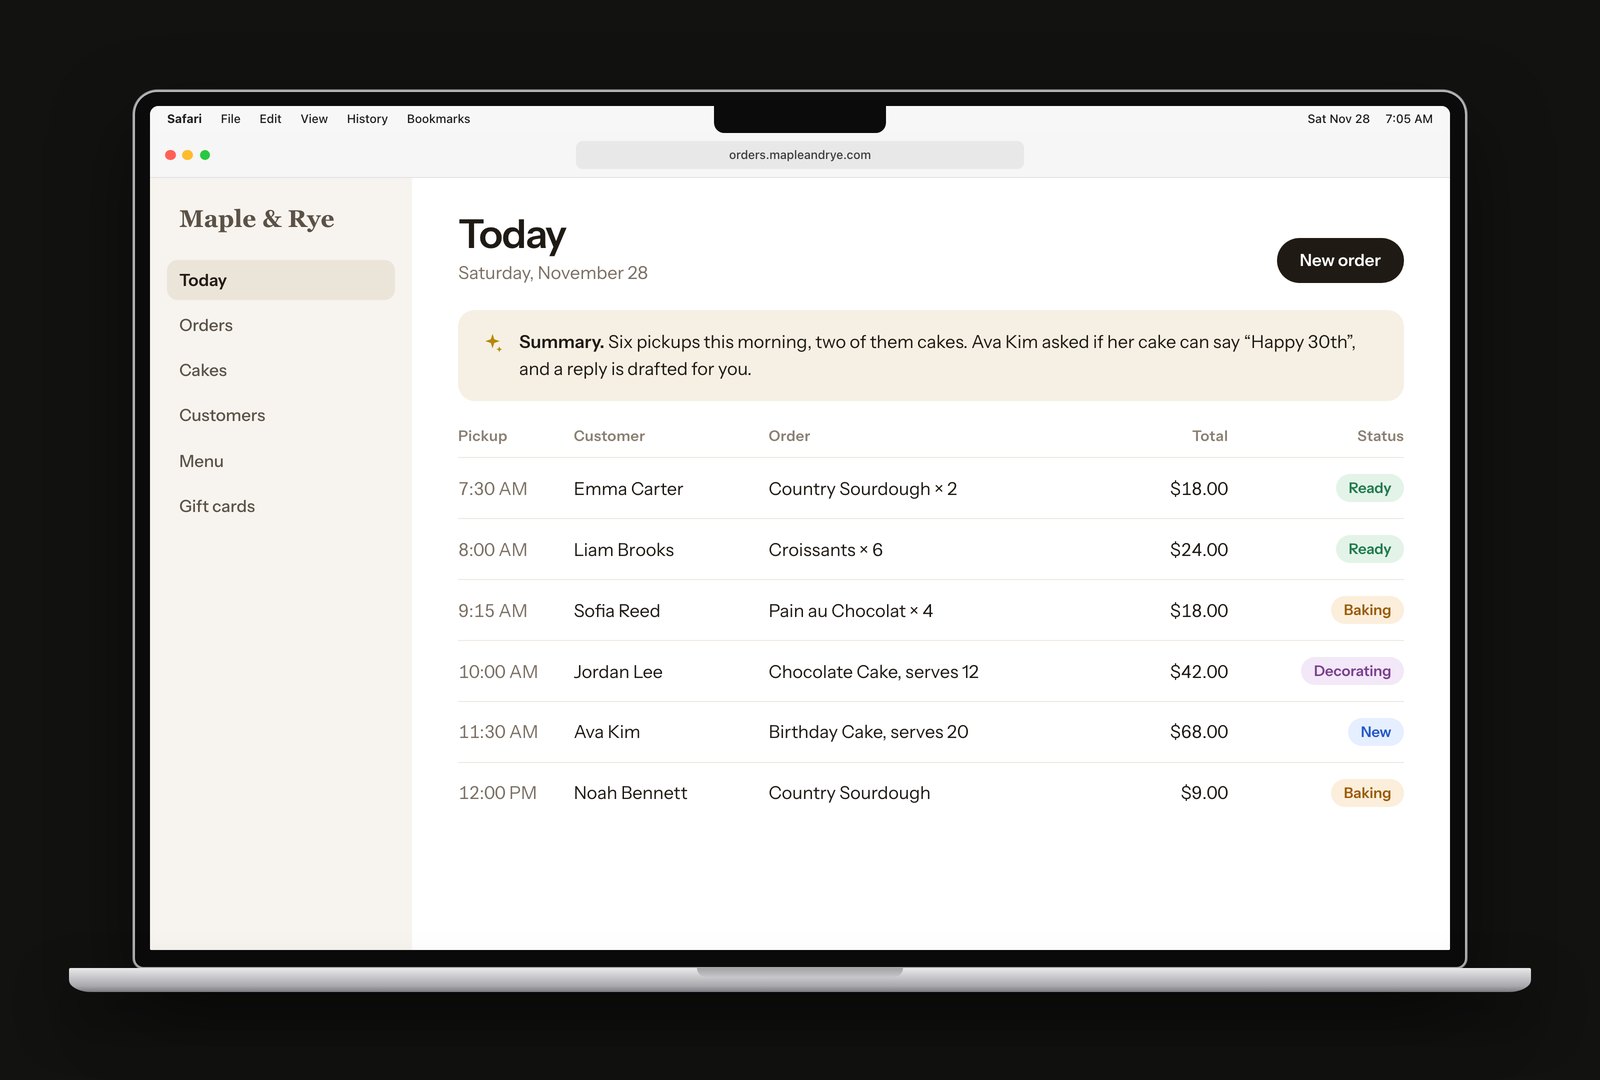 Safari File Edit View History Bookmarks Sat Nov 28 7:05 AM
orders.mapleandrye.com
Maple & Rye
Today
Orders
Cakes
Customers
Menu
Gift cards
Today
Saturday, November 28
New order
Summary. Six pickups this morning, two of them cakes. Ava Kim asked if her cake can say “Happy 30th”,
and a reply is drafted for you.
Pickup Customer Order Total Status
7:30 AM Emma Carter Country Sourdough × 2 $18.00 Ready
8:00 AM Liam Brooks Croissants × 6 $24.00 Ready
9:15 AM Sofia Reed Pain au Chocolat × 4 $18.00 Baking
10:00 AM Jordan Lee Chocolate Cake, serves 12 $42.00 Decorating
11:30 AM Ava Kim Birthday Cake, serves 20 $68.00 New
12:00 PM Noah Bennett Country Sourdough $9.00 Baking